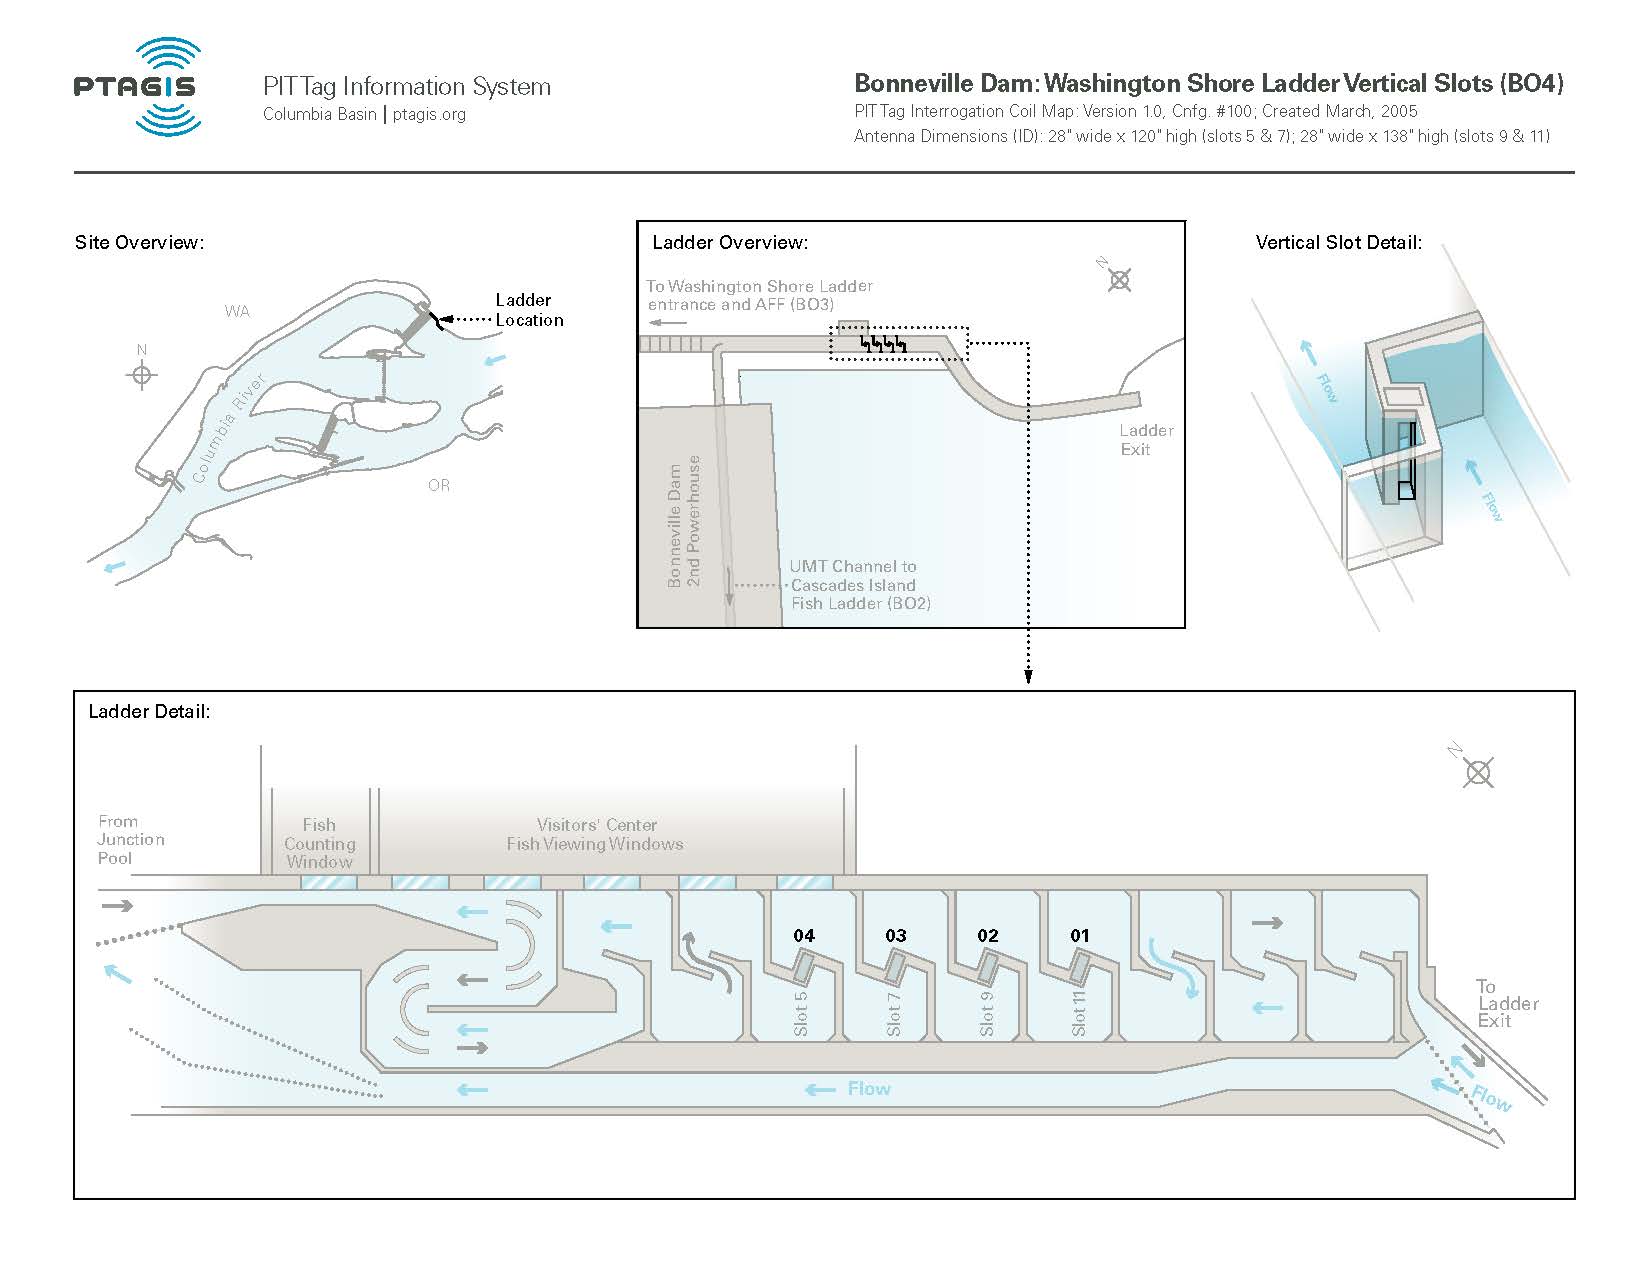 PTAGIS
PIT Tag Information System
Columbia Basin | ptagis.org
Bonneville Dam: Washington Shore Ladder Vertical Slots (BO4)
PIT Tag Interrogation Coil Map: Version 1.0, Cnfg. #100; Created March, 2005
Antenna Dimensions (ID): 28" wide x 120" high (slots 5 & 7); 28" wide x 138" high (slots 9 & 11)
Site Overview:
WA
N
Ladder
Location
Columbia River
OR
Ladder Overview:
N
To Washington Shore Ladder
entrance and AFF (BO3)
Ladder
Exit
Bonneville Dam
2nd Powerhouse
UMT Channel to
Cascades Island
Fish Ladder (BO2)
Vertical Slot Detail:
Flow
Flow
Ladder Detail:
N
From
Junction
Pool
Fish
Counting
Window
Visitors' Center
Fish Viewing Windows
04
03
02
01
Slot 5
Slot 7
Slot 9
Slot 11
To
Ladder
Exit
Flow
Flow